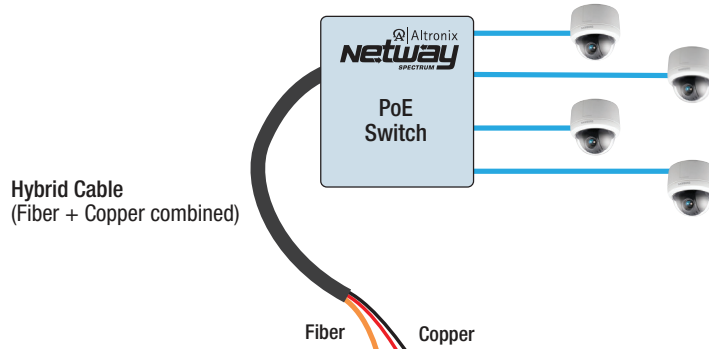 Altronix
Netway
SPECTRUM
PoE
Switch
Hybrid Cable
(Fiber + Copper combined)
Fiber
Copper